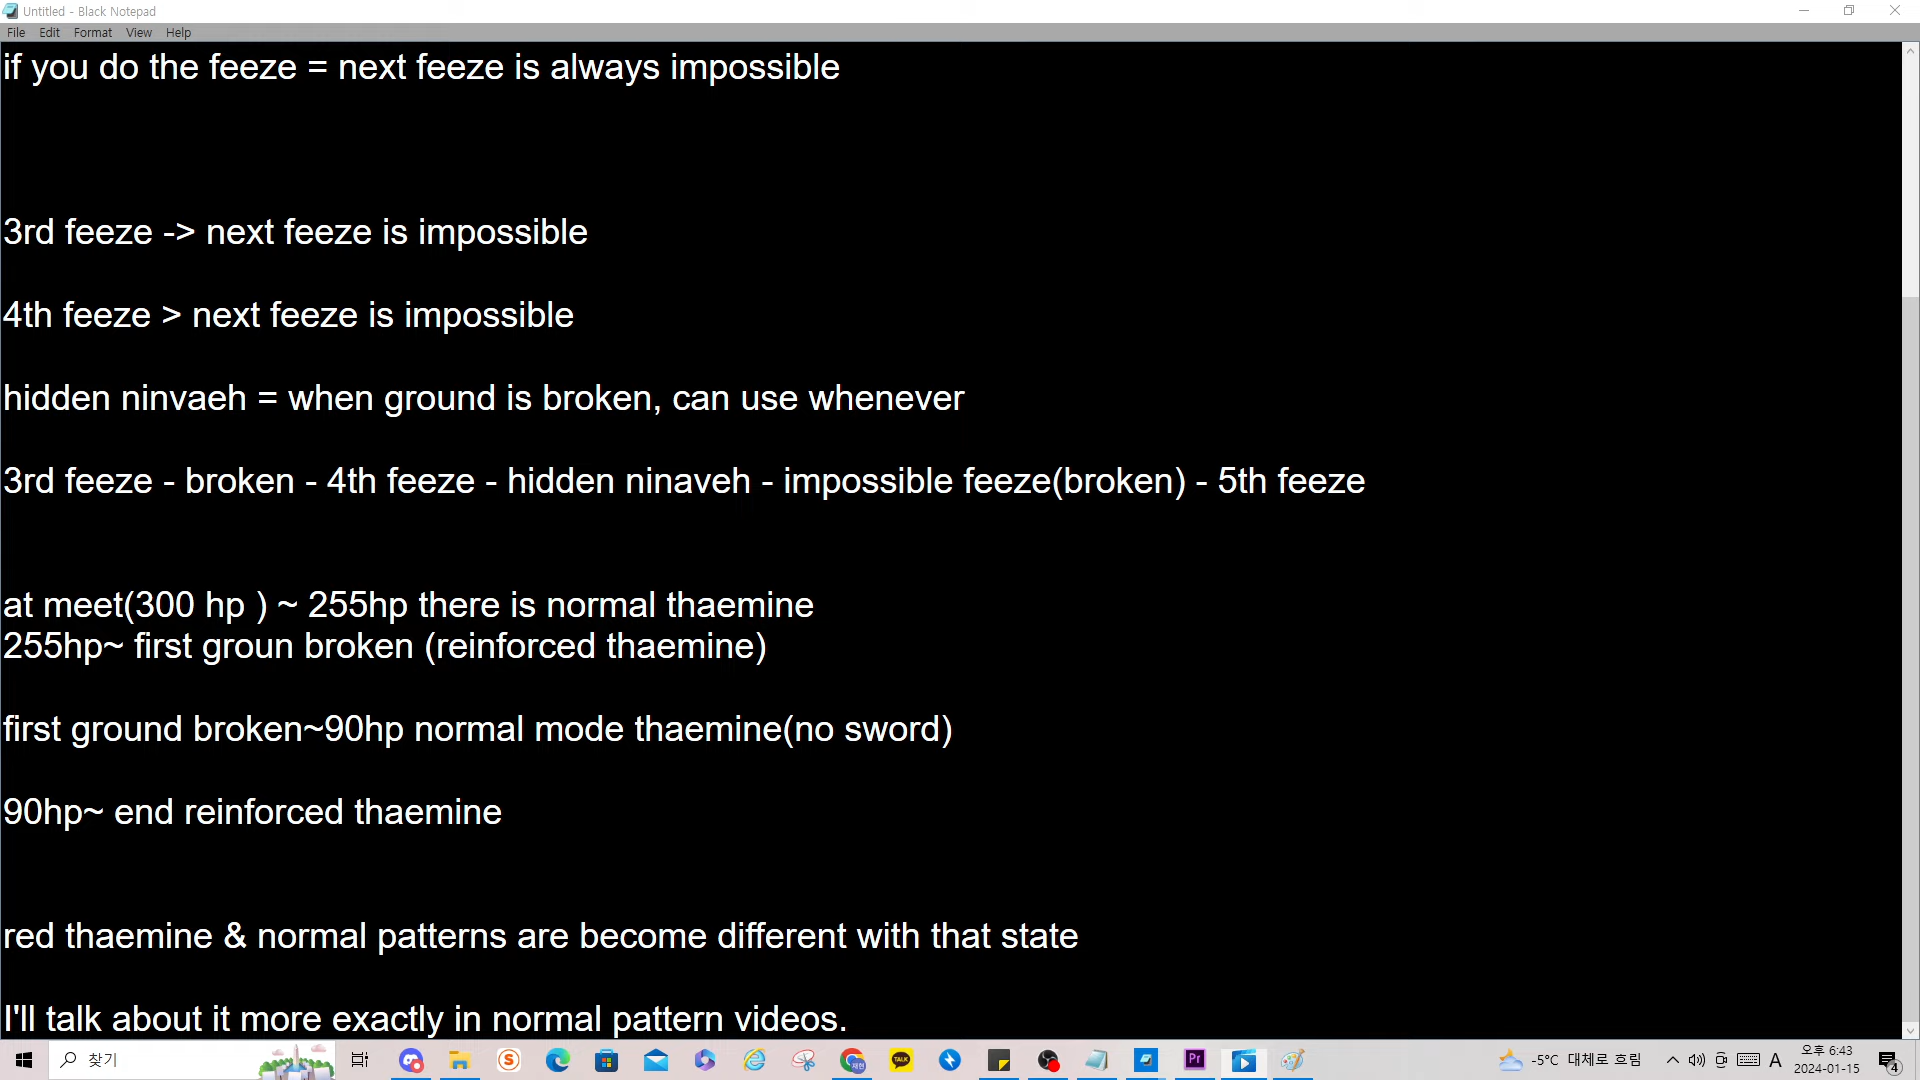 Untitled - Black Notepad
File Edit Format View Help
if you do the feeze = next feeze is always impossible
3rd feeze -> next feeze is impossible
4th feeze > next feeze is impossible
hidden ninvaeh = when ground is broken, can use whenever
3rd feeze - broken - 4th feeze - hidden ninaveh - impossible feeze(broken) - 5th feeze
at meet(300 hp ) ~ 255hp there is normal thaemine
255hp~ first groun broken (reinforced thaemine)
first ground broken~90hp normal mode thaemine(no sword)
90hp~ end reinforced thaemine
red thaemine & normal patterns are become different with that state
I'll talk about it more exactly in normal pattern videos.
찾기
S
TALK
Pr
-5°C 대체로 흐림
A
오후 6:43
2024-01-15
4